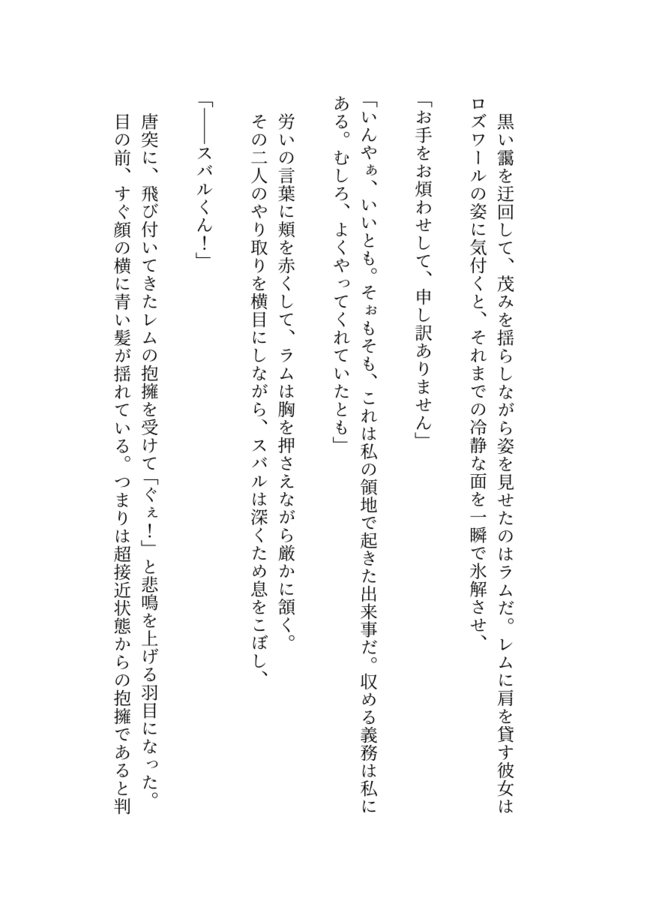 黒い靄を迂回して、茂みを揺らしながら姿を見せたのはラムだ。レムに肩を貸す彼女は
ロズワールの姿に気付くと、それまでの冷静な面を一瞬で氷解させ、
「お手をお煩わせして、申し訳ありません」
「いんやぁ、いいとも。そぉもそも、これは私の領地で起きた出来事だ。収める義務は私に
ある。むしろ、よくやってくれていたとも」
労いの言葉に頬を赤くして、ラムは胸を押さえながら厳かに頷く。
その二人のやり取りを横目にしながら、スバルは深くため息をこぼし、
「――スバルくん！」
唐突に、飛び付いてきたレムの抱擁を受けて「ぐぇ！」と悲鳴を上げる羽目になった。
目の前、すぐ顔の横に青い髪が揺れている。つまりは超接近状態からの抱擁であると判